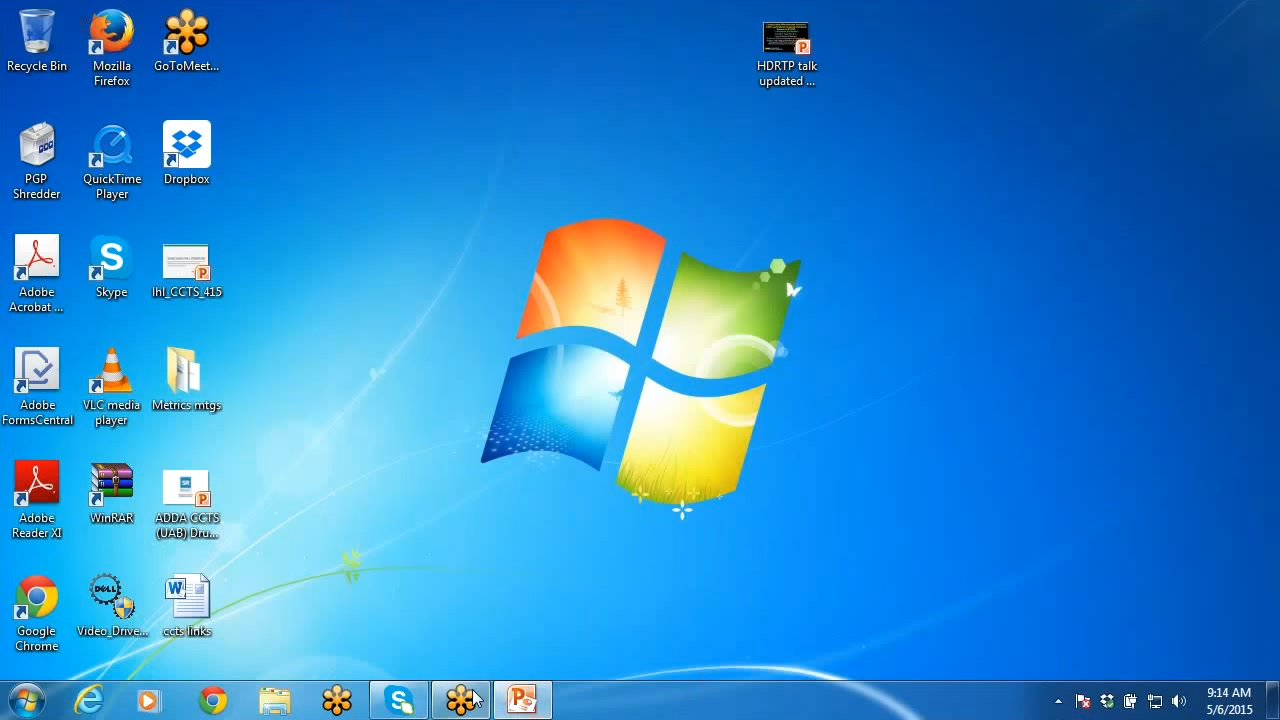 Recycle Bin
Mozilla
Firefox
GoToMeet...
HDRTP talk
updated ...
PGP
Shredder
QuickTime
Player
Dropbox
Adobe
Acrobat ...
Skype
lhl_CCTS_415
Adobe
FormsCentral
VLC media
player
Metrics mtgs
Adobe
Reader XI
WinRAR
ADDA CCTS
(UAB) Dru...
Google
Chrome
DELL
Video_Drive...
ccts links
9:14 AM
5/6/2015